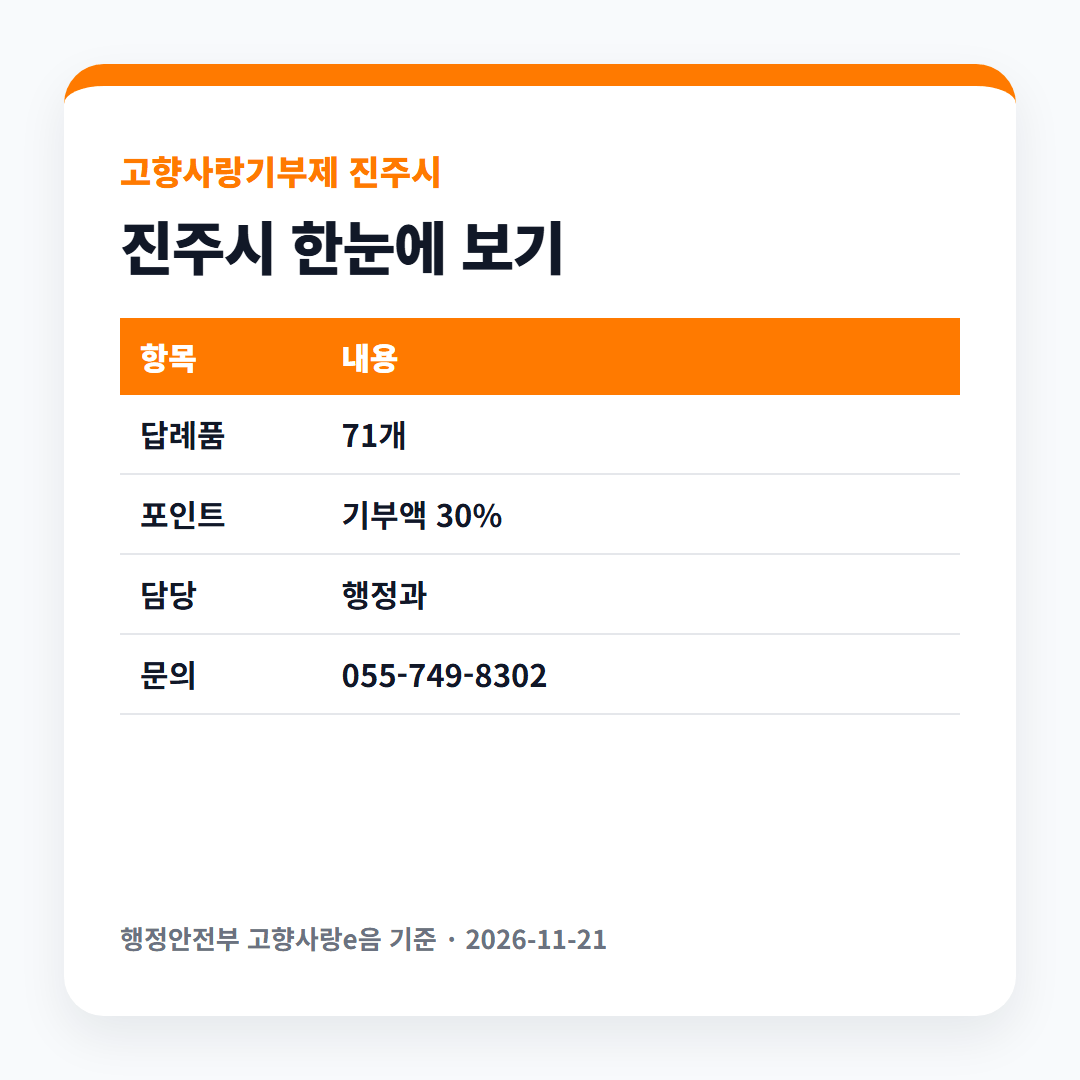 고향사랑기부제 진주시
진주시 한눈에 보기
항목 내용
답례품 71개
포인트 기부액 30%
담당 행정과
문의 055-749-8302
행정안전부 고향사랑e음 기준 · 2026-11-21